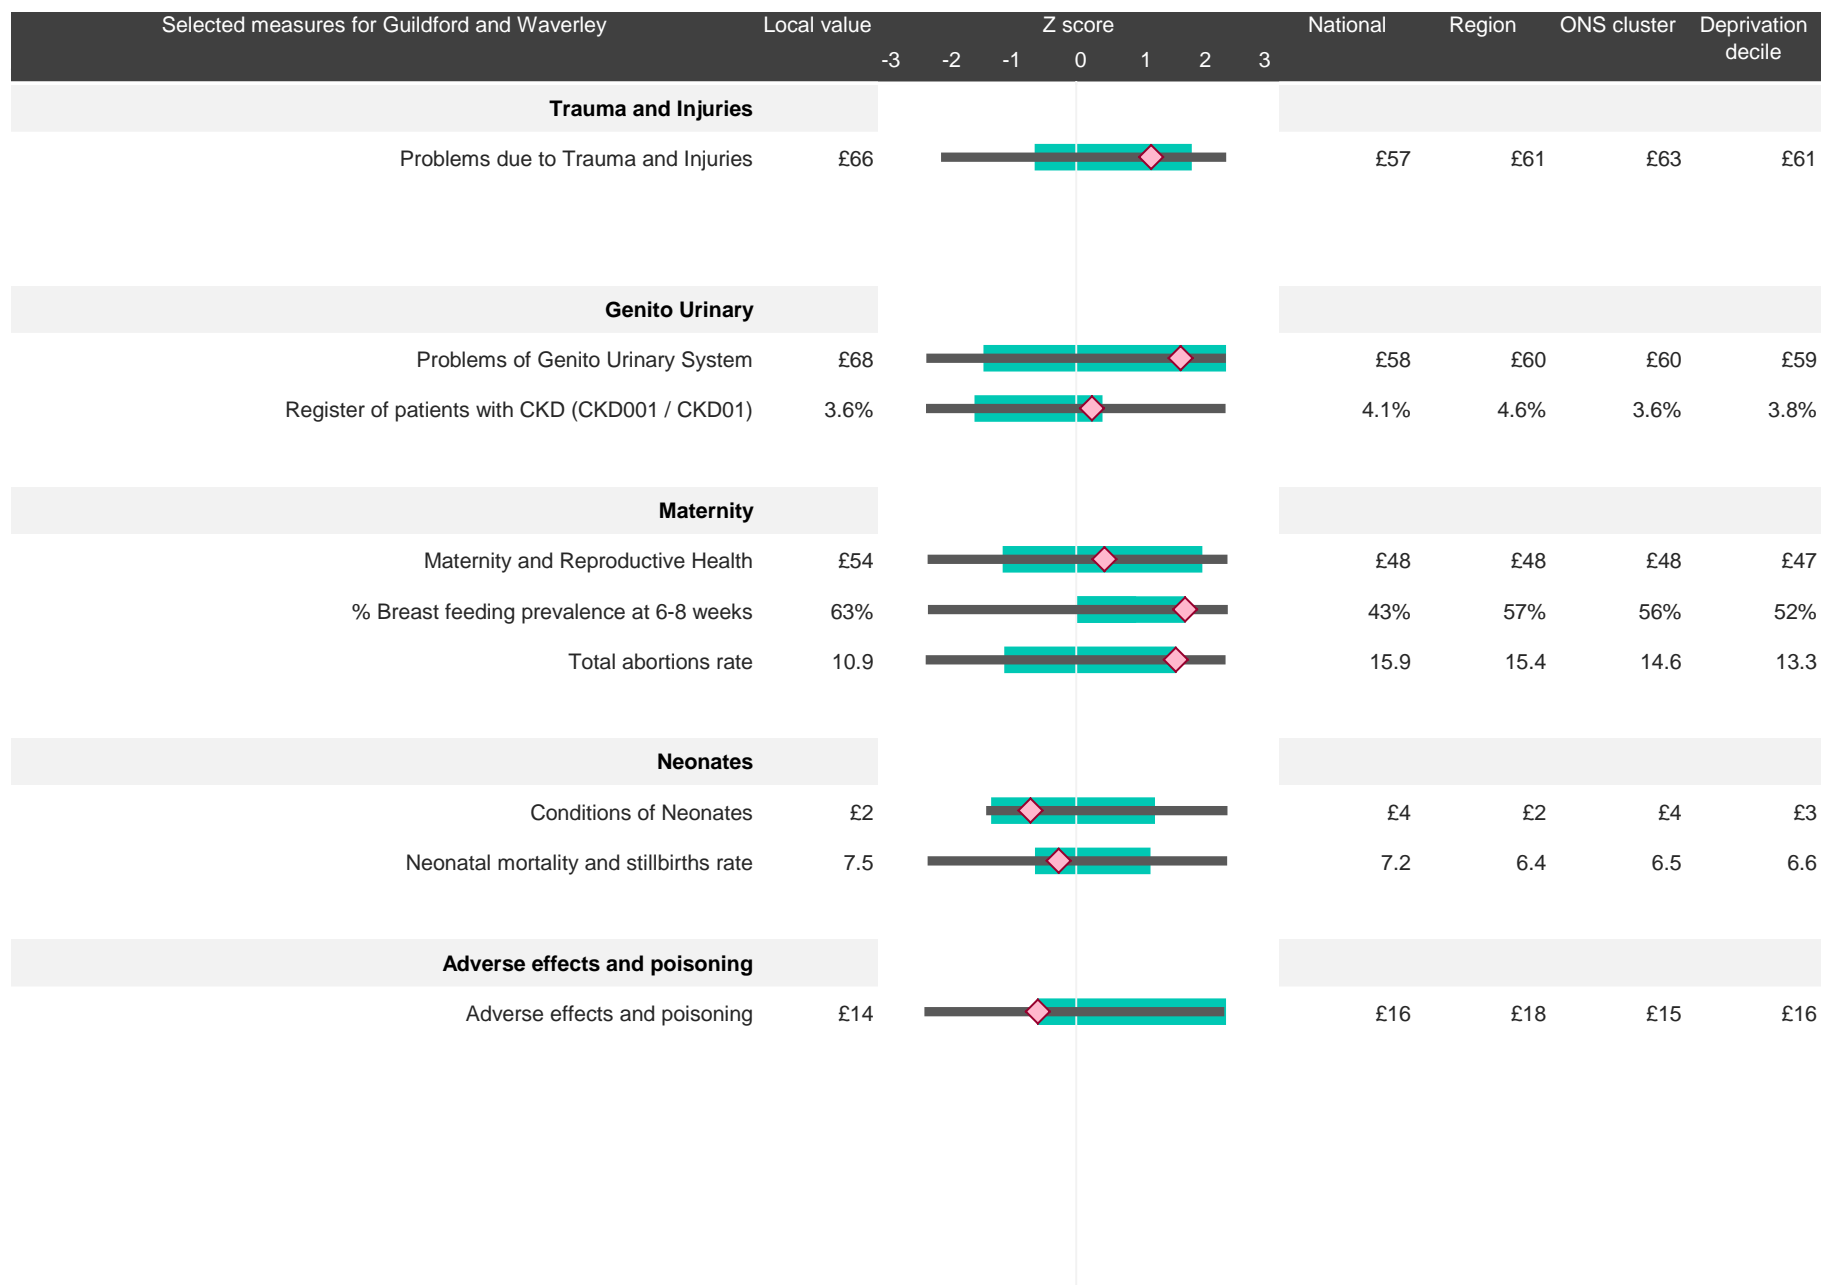 Selected measures for Guildford and Waverley Local value Z score National Region ONS cluster Deprivation decile
-3 -2 -1 0 1 2 3
Trauma and Injuries
Problems due to Trauma and Injuries £66 £57 £61 £63 £61
Genito Urinary
Problems of Genito Urinary System £68 £58 £60 £60 £59
Register of patients with CKD (CKD001 / CKD01) 3.6% 4.1% 4.6% 3.6% 3.8%
Maternity
Maternity and Reproductive Health £54 £48 £48 £48 £47
% Breast feeding prevalence at 6-8 weeks 63% 43% 57% 56% 52%
Total abortions rate 10.9 15.9 15.4 14.6 13.3
Neonates
Conditions of Neonates £2 £4 £2 £4 £3
Neonatal mortality and stillbirths rate 7.5 7.2 6.4 6.5 6.6
Adverse effects and poisoning
Adverse effects and poisoning £14 £16 £18 £15 £16